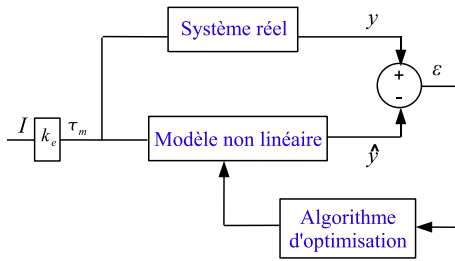 Système réel
y
+
-
ε
I
k_e
τ_m
Modèle non linéaire
ŷ
Algorithme
d'optimisation